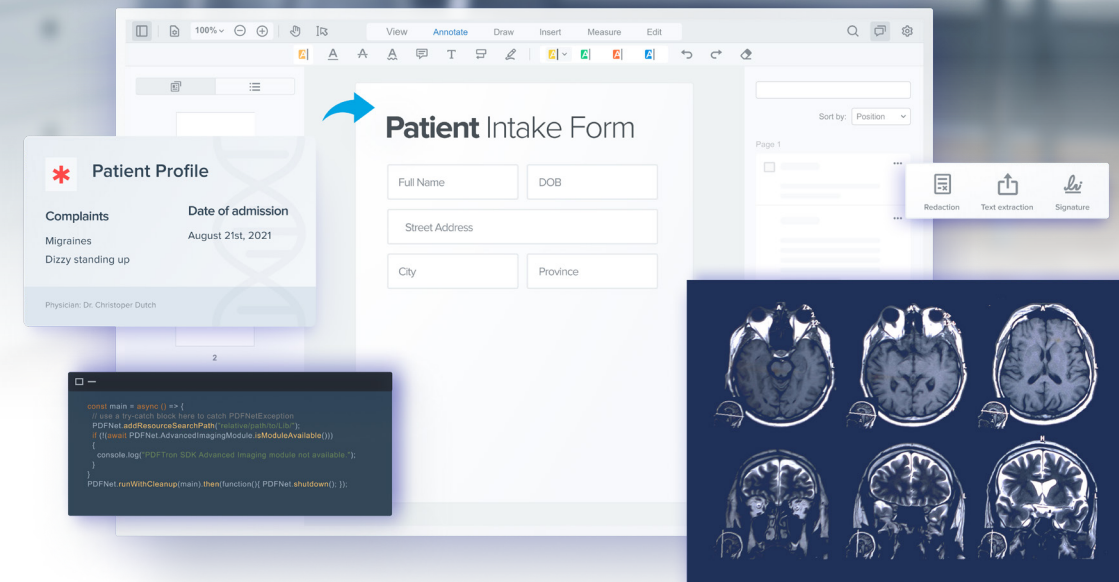 100%
View Annotate Draw Insert Measure Edit
Sort by: Position
Page 1
Patient Intake Form
Full Name DOB
Street Address
City Province
Patient Profile
Complaints
Migraines
Dizzy standing up
Date of admission
August 21st, 2021
Physician: Dr. Christoper Dutch
2
Redaction Text extraction Signature
const main = async () => {
// use a try-catch block here to catch PDFNetException
PDFNet.addResourceSearchPath("relative/path/to/Lib/");
if (!(await PDFNet.AdvancedImagingModule.isModuleAvailable()))
{
console.log("PDFTron SDK Advanced Imaging module not available.");
}
}
PDFNet.runWithCleanup(main).then(function(){ PDFNet.shutdown(); });